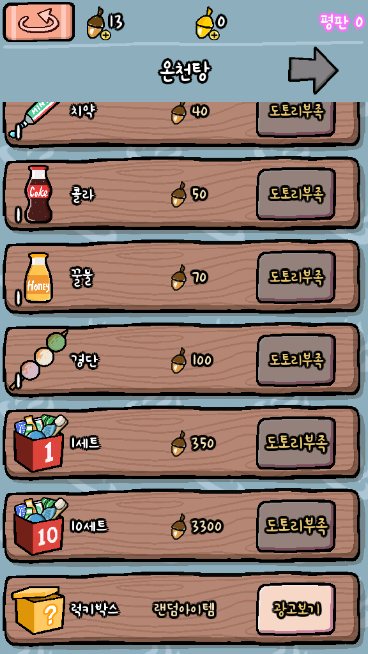 13 0 평판 0
온천탕
1 치약 40 도토리부족
Coke 1 콜라 50 도토리부족
Honey 1 꿀물 70 도토리부족
1 경단 100 도토리부족
1 1세트 350 도토리부족
10 10세트 3300 도토리부족
? 럭키박스 랜덤아이템 광고보기